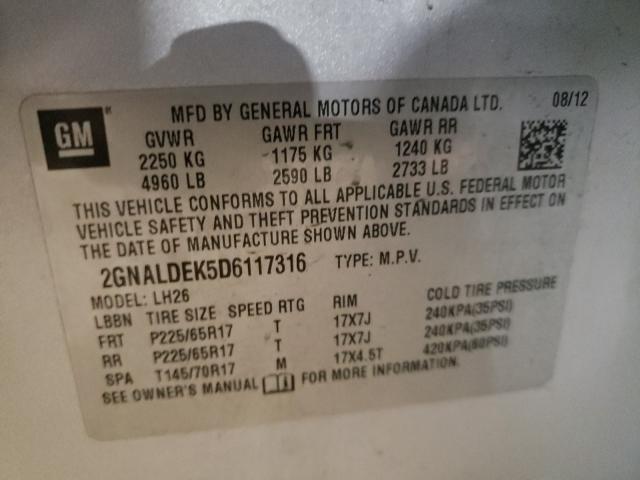 GM
MFD BY GENERAL MOTORS OF CANADA LTD. 08/12
GVWR GAWR FRT GAWR RR
2250 KG 1175 KG 1240 KG
4960 LB 2590 LB 2733 LB
THIS VEHICLE CONFORMS TO ALL APPLICABLE U.S. FEDERAL MOTOR
VEHICLE SAFETY AND THEFT PREVENTION STANDARDS IN EFFECT ON
THE DATE OF MANUFACTURE SHOWN ABOVE.
2GNALDEK5D6117316 TYPE: M.P.V.
MODEL: LH26
LBBN TIRE SIZE SPEED RTG RIM COLD TIRE PRESSURE
FRT P225/65R17 T 17X7J 240KPA(35PSI)
RR P225/65R17 T 17X7J 240KPA(35PSI)
SPA T145/70R17 M 17X4.5T 420KPA(60PSI)
SEE OWNER'S MANUAL FOR MORE INFORMATION.